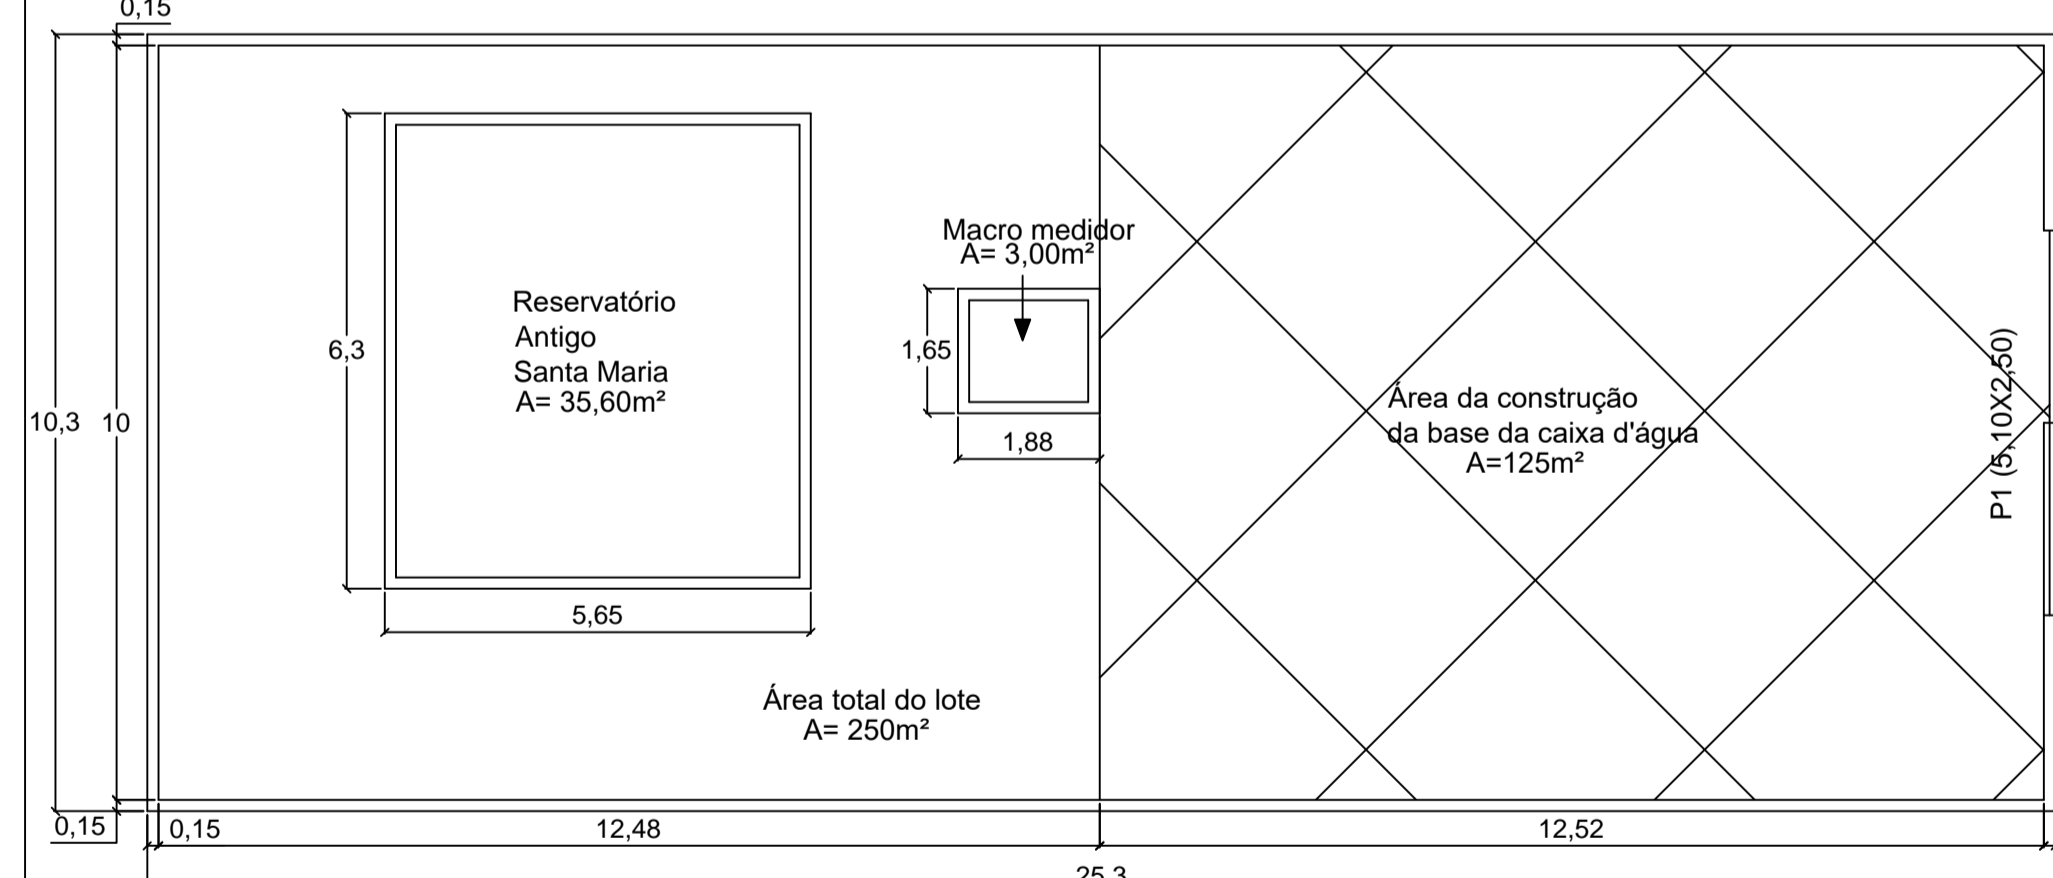 0,15
Macro medidor
A= 3,00m²
Reservatório
Antigo
Santa Maria
A= 35,60m²
6,3
1,65
1,88
10,3
10
Área da construção
da base da caixa d'água
A=125m²
P1 (5,10X2,50)
5,65
Área total do lote
A= 250m²
0,15
0,15
12,48
12,52
25,3